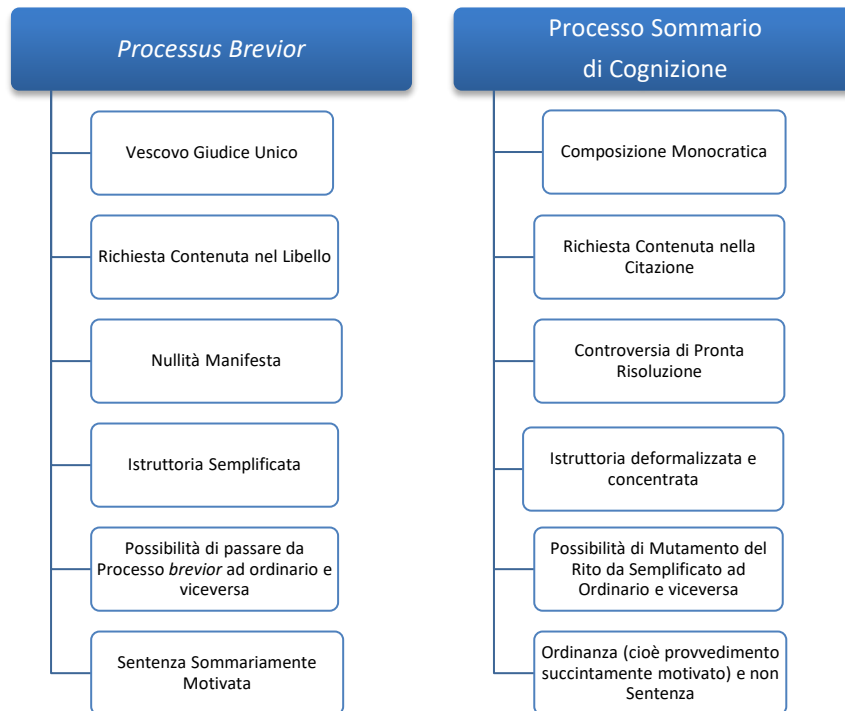 Processus Brevior
Vescovo Giudice Unico
Richiesta Contenuta nel Libello
Nullità Manifesta
Istruttoria Semplificata
Possibilità di passare da
Processo brevior ad ordinario e
viceversa
Sentenza Sommariamente
Motivata
Processo Sommario
di Cognizione
Composizione Monocratica
Richiesta Contenuta nella
Citazione
Controversia di Pronta
Risoluzione
Istruttoria deformalizzata e
concentrata
Possibilità di Mutamento del
Rito da Semplificato ad
Ordinario e viceversa
Ordinanza (cioè provvedimento
succintamente motivato) e non
Sentenza